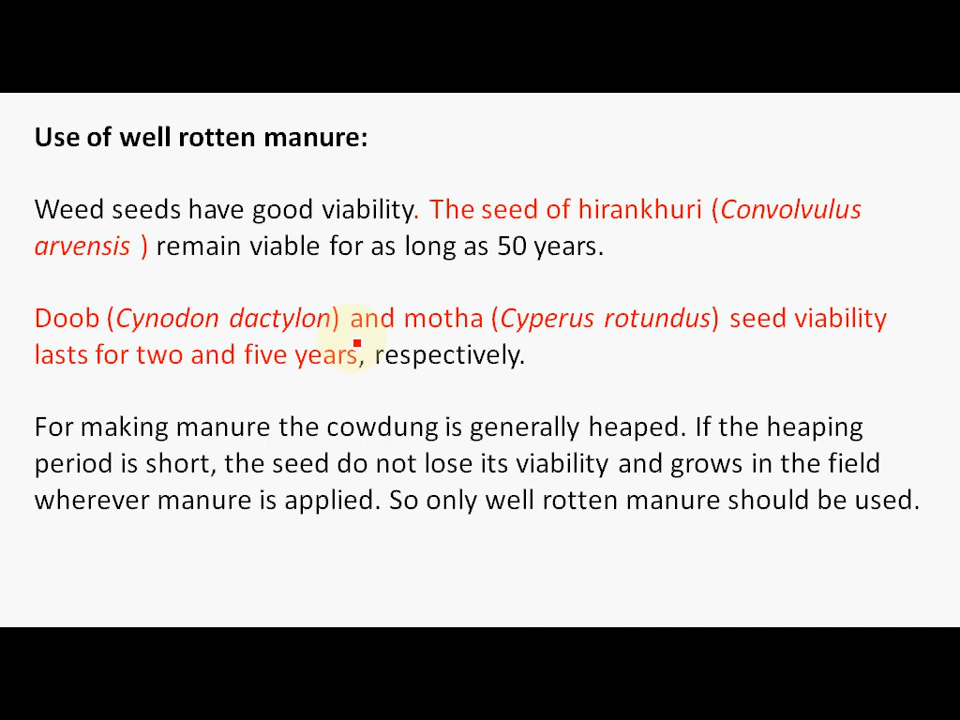 Use of well rotten manure:
Weed seeds have good viability. The seed of hirankhuri (Convolvulus
arvensis ) remain viable for as long as 50 years.
Doob (Cynodon dactylon) and motha (Cyperus rotundus) seed viability
lasts for two and five years, respectively.
For making manure the cowdung is generally heaped. If the heaping
period is short, the seed do not lose its viability and grows in the field
wherever manure is applied. So only well rotten manure should be used.